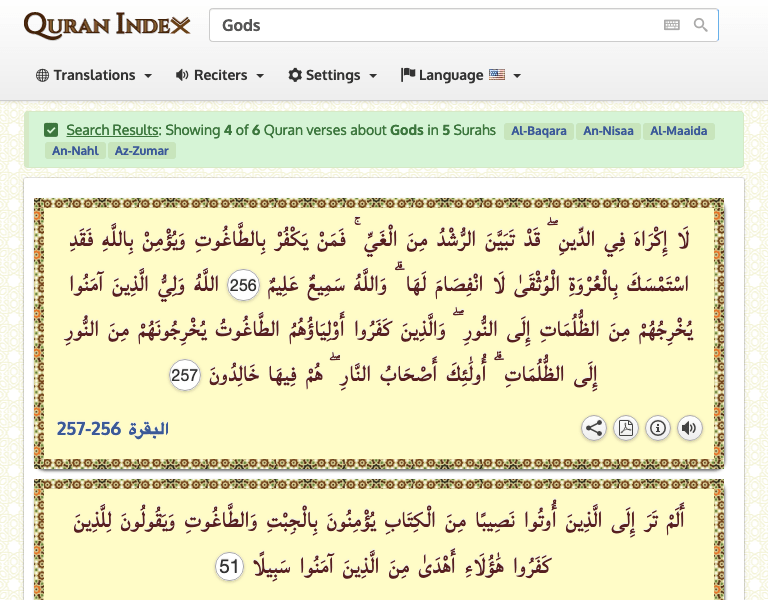 QURAN INDEX
Gods
Translations
Reciters
Settings
Language
Search Results: Showing 4 of 6 Quran verses about Gods in 5 Surahs Al-Baqara An-Nisaa Al-Maaida
An-Nahl Az-Zumar
لَا إِكْرَاهَ فِي الدِّينِ ۖ قَدْ تَبَيَّنَ الرُّشْدُ مِنَ الْغَيِّ ۚ فَمَنْ يَكْفُرْ بِالطَّاغُوتِ وَيُؤْمِنْ بِاللَّهِ فَقَدِ
اسْتَمْسَكَ بِالْعُرْوَةِ الْوُثْقَىٰ لَا انْفِصَامَ لَهَا ۗ وَاللَّهُ سَمِيعٌ عَلِيمٌ 256 اللَّهُ وَلِيُّ الَّذِينَ آمَنُوا
يُخْرِجُهُمْ مِنَ الظُّلُمَاتِ إِلَى النُّورِ ۖ وَالَّذِينَ كَفَرُوا أَوْلِيَاؤُهُمُ الطَّاغُوتُ يُخْرِجُونَهُمْ مِنَ النُّورِ
إِلَى الظُّلُمَاتِ ۗ أُولَٰئِكَ أَصْحَابُ النَّارِ ۖ هُمْ فِيهَا خَالِدُونَ 257
البقرة 256-257
أَلَمْ تَرَ إِلَى الَّذِينَ أُوتُوا نَصِيبًا مِنَ الْكِتَابِ يُؤْمِنُونَ بِالْجِبْتِ وَالطَّاغُوتِ وَيَقُولُونَ لِلَّذِينَ
كَفَرُوا هَٰؤُلَاءِ أَهْدَىٰ مِنَ الَّذِينَ آمَنُوا سَبِيلًا 51